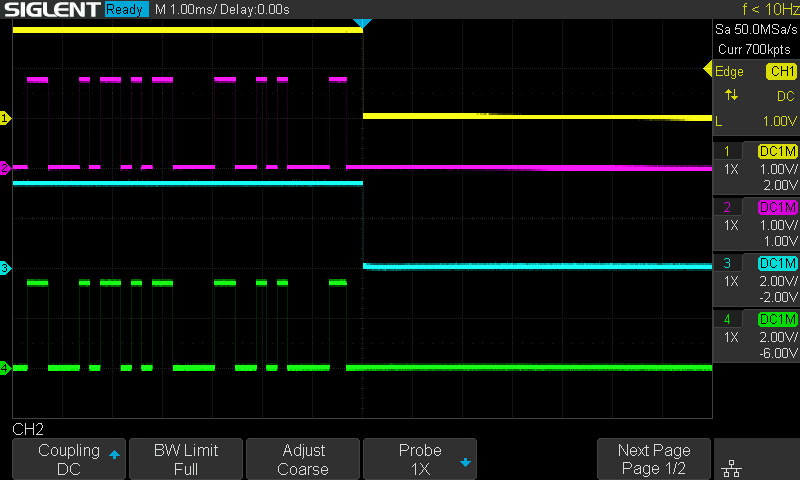 SIGLENT Ready M 1.00ms/ Delay:0.00s f < 10Hz
Sa 50.0MSa/s
Curr 700kpts
Edge CH1
DC
L 1.00V
1 DC1M
1X 1.00V/
2.00V
2 DC1M
1X 1.00V/
1.00V
3 DC1M
1X 2.00V/
-2.00V
4 DC1M
1X 2.00V/
-6.00V
1
2
3
4
CH2
Coupling
DC
BW Limit
Full
Adjust
Coarse
Probe
1X
Next Page
Page 1/2